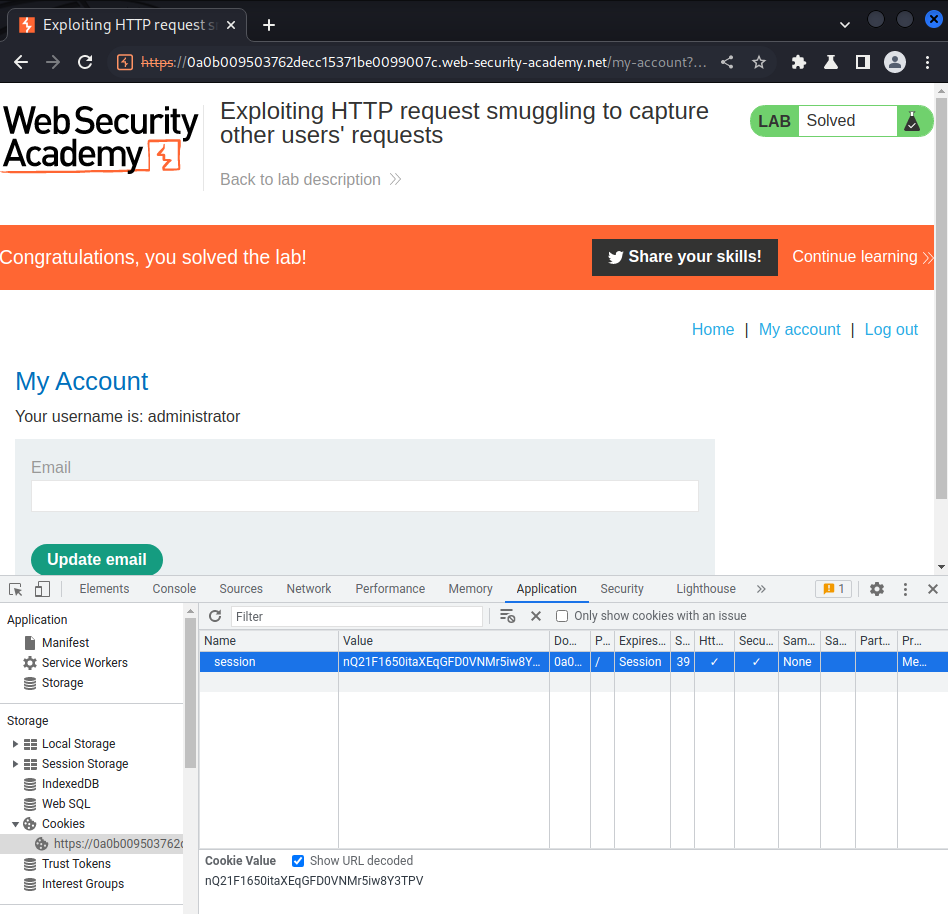 Exploiting HTTP request s
https://0a0b009503762decc15371be0099007c.web-security-academy.net/my-account?...
Web Security
Academy
Exploiting HTTP request smuggling to capture
other users' requests
Back to lab description
LAB Solved
Congratulations, you solved the lab!
Share your skills!
Continue learning
Home | My account | Log out
My Account
Your username is: administrator
Email
Update email
Elements Console Sources Network Performance Memory Application Security Lighthouse 1
Application
Manifest
Service Workers
Storage
Storage
Local Storage
Session Storage
IndexedDB
Web SQL
Cookies
https://0a0b009503762
Trust Tokens
Interest Groups
Filter
Only show cookies with an issue
Name Value Do... P... Expires... S... Htt... Secu... Sam... Sa... Part... Pr...
session nQ21F1650itaXEqGFD0VNMr5iw8Y... 0a0... / Session 39 ✓ ✓ None Me...
Cookie Value Show URL decoded
nQ21F1650itaXEqGFD0VNMr5iw8Y3TPV